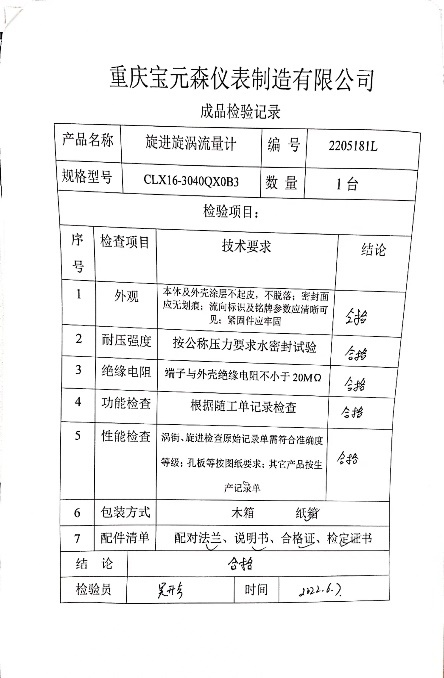 重庆宝元森仪表制造有限公司
成品检验记录
产品名称 旋进旋涡流量计 编号 2205181L
规格型号 CLX16-3040QX0B3 数量 1台
检验项目：
序号 检查项目 技术要求 结论
1 外观 本体及外壳涂层不起皮，不脱落；密封面
成无划痕；流向标识及铭牌参数应清晰可
见；紧固件应牢固 合格
2 耐压强度 按公称压力要求水密封试验 合格
3 绝缘电阻 端子与外壳绝缘电阻不小于20MΩ 合格
4 功能检查 根据随工单记录检查 合格
5 性能检查 涡街、旋进检查原始记录单需符合准确度
等级；孔板等按图纸要求；其它产品按生
产记录单 合格
6 包装方式 木箱 纸箱
7 配件清单 配对法兰、说明书、合格证、检定证书
结论 合格
检验员 时间 2022.6.7